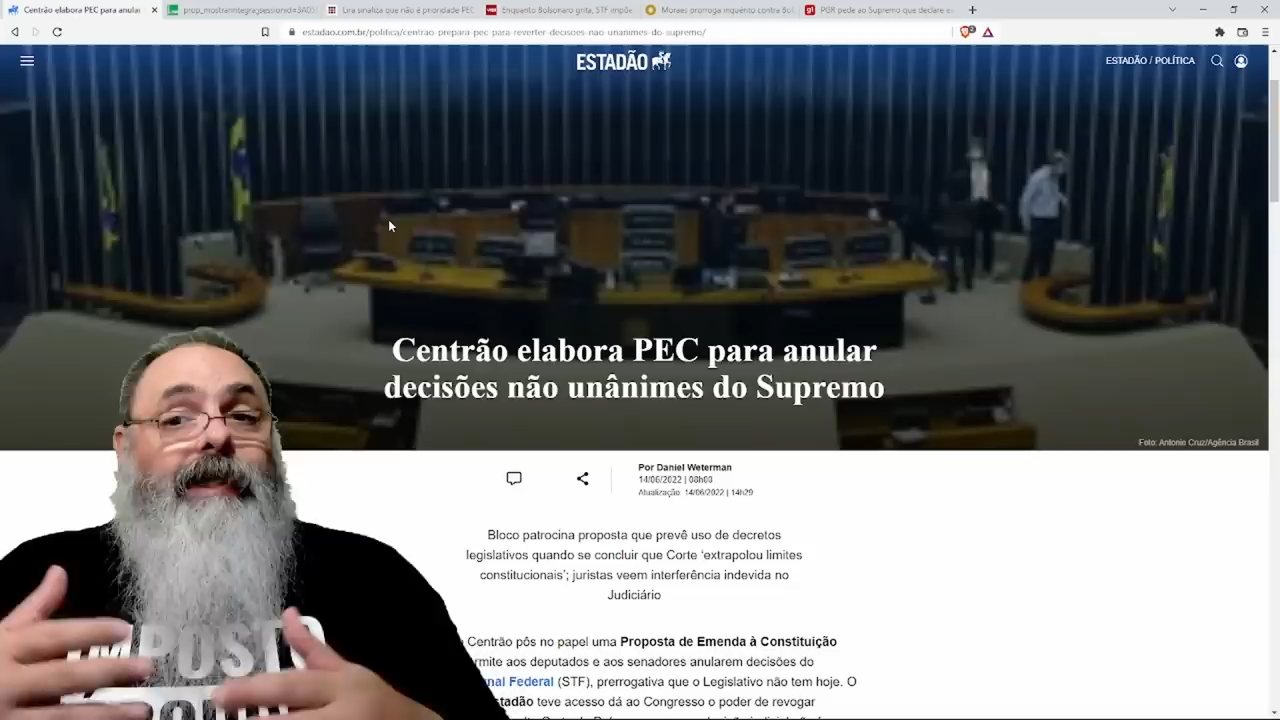 Centrão elabora PEC para anular
Lira sinaliza que não é prioridade PEC
Enquanto Bolsonaro grita, STF impõe
Moraes prorroga inquérito contra Bol
PGR pede ao Supremo que declare
estadao.com.br/politica/centrao-prepara-pec-para-reverter-decisoes-nao-unanimes-do-supremo/
ESTADÃO
ESTADÃO / POLÍTICA
Centrão elabora PEC para anular
decisões não unânimes do Supremo
Foto: Antonio Cruz/Agência Brasil
Por Daniel Weterman
14/06/2022 | 08h00
Atualização: 14/06/2022 | 14h29
Bloco patrocina proposta que prevê uso de decretos
legislativos quando se concluir que Corte ‘extrapolou limites
constitucionais’; juristas veem interferência indevida no
Judiciário
Centrão pôs no papel uma Proposta de Emenda à Constituição
rmite aos deputados e aos senadores anularem decisões do
nal Federal (STF), prerrogativa que o Legislativo não tem hoje. O
stadão teve acesso dá ao Congresso o poder de revogar
IMPOSTO